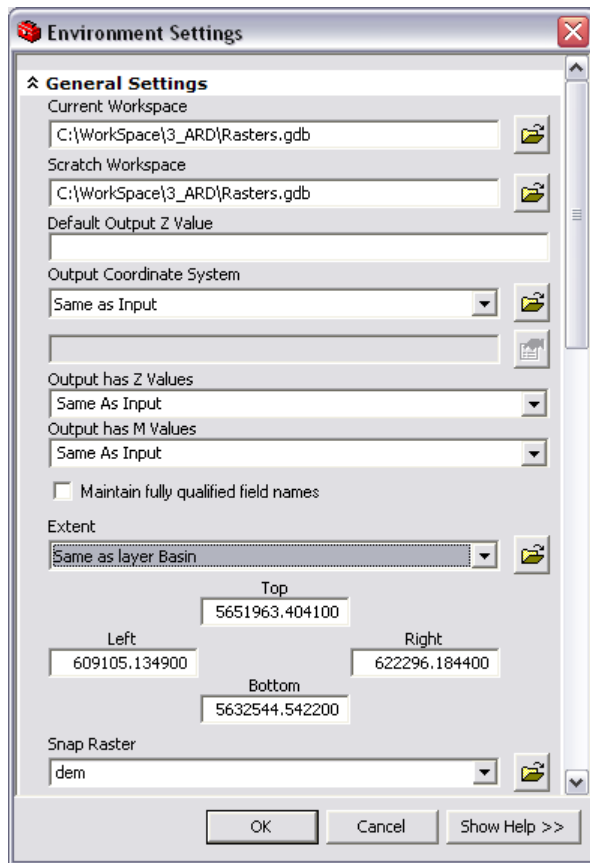 Environment Settings
General Settings
Current Workspace
C:\WorkSpace\3_ARD\Rasters.gdb
Scratch Workspace
C:\WorkSpace\3_ARD\Rasters.gdb
Default Output Z Value
Output Coordinate System
Same as Input
Output has Z Values
Same As Input
Output has M Values
Same As Input
Maintain fully qualified field names
Extent
Same as layer Basin
Top
5651963.404100
Left Right
609105.134900 622296.184400
Bottom
5632544.542200
Snap Raster
dem
OK Cancel Show Help >>